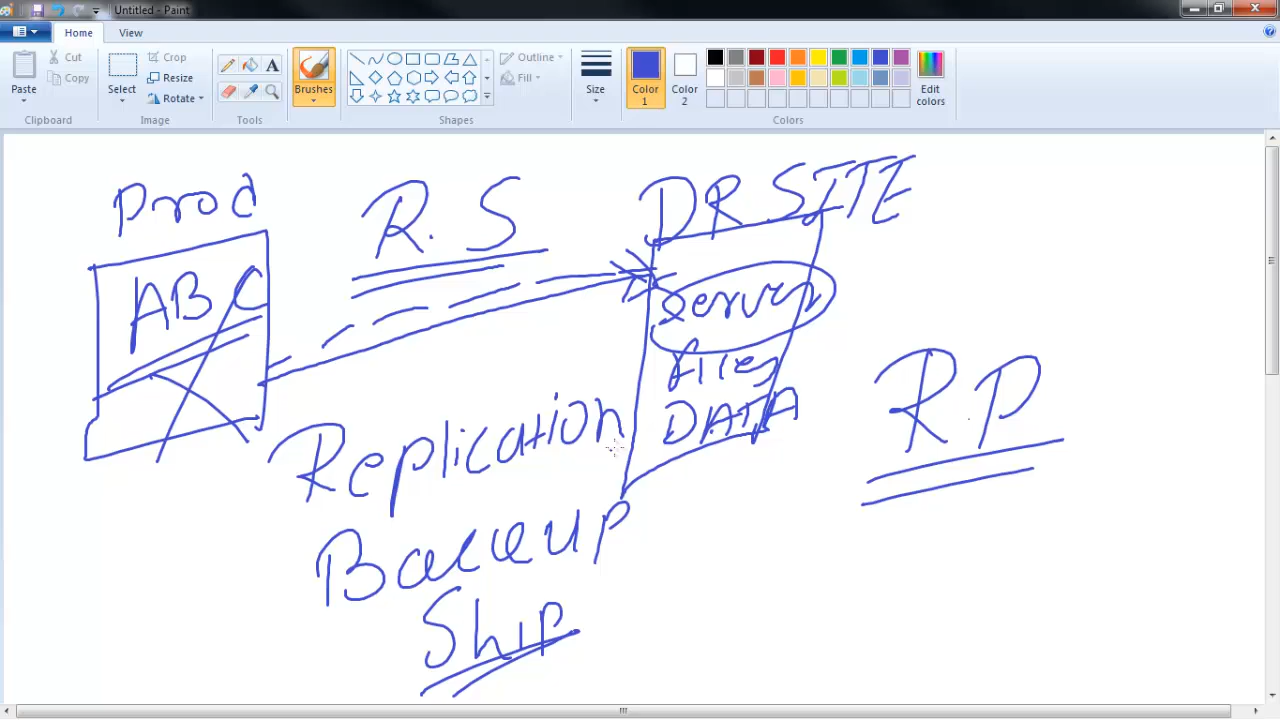 Untitled - Paint
Home View
Paste
Cut
Copy
Clipboard
Select
Crop
Resize
Rotate
Image
Tools
Brushes
Shapes
Outline
Fill
Size
Color 1
Color 2
Edit colors
Colors
Prod R.S DR SITE
ABC
server
files
DATA
R.P
Replication
Backup
Ship